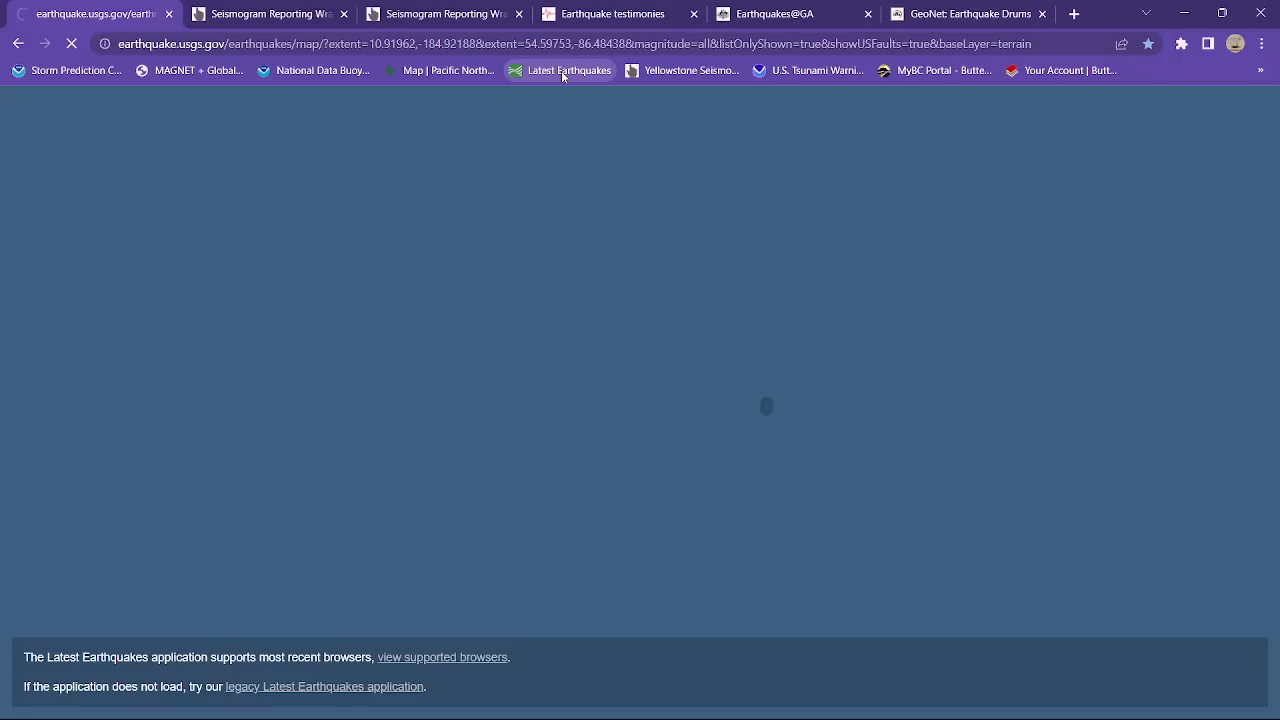 earthquake.usgs.gov/earth
Seismogram Reporting Wra
Seismogram Reporting Wra
Earthquake testimonies
Earthquakes@GA
GeoNet: Earthquake Drums
earthquake.usgs.gov/earthquakes/map/?extent=10.91962,-184.92188&extent=54.59753,-86.48438&magnitude=all&listOnlyShown=true&showUSFaults=true&baseLayer=terrain
Storm Prediction C...
MAGNET + Global...
National Data Buoy...
Map | Pacific North...
Latest Earthquakes
Yellowstone Seismo...
U.S. Tsunami Warni...
MyBC Portal - Butte...
Your Account | Butt...
The Latest Earthquakes application supports most recent browsers, view supported browsers.
If the application does not load, try our legacy Latest Earthquakes application.